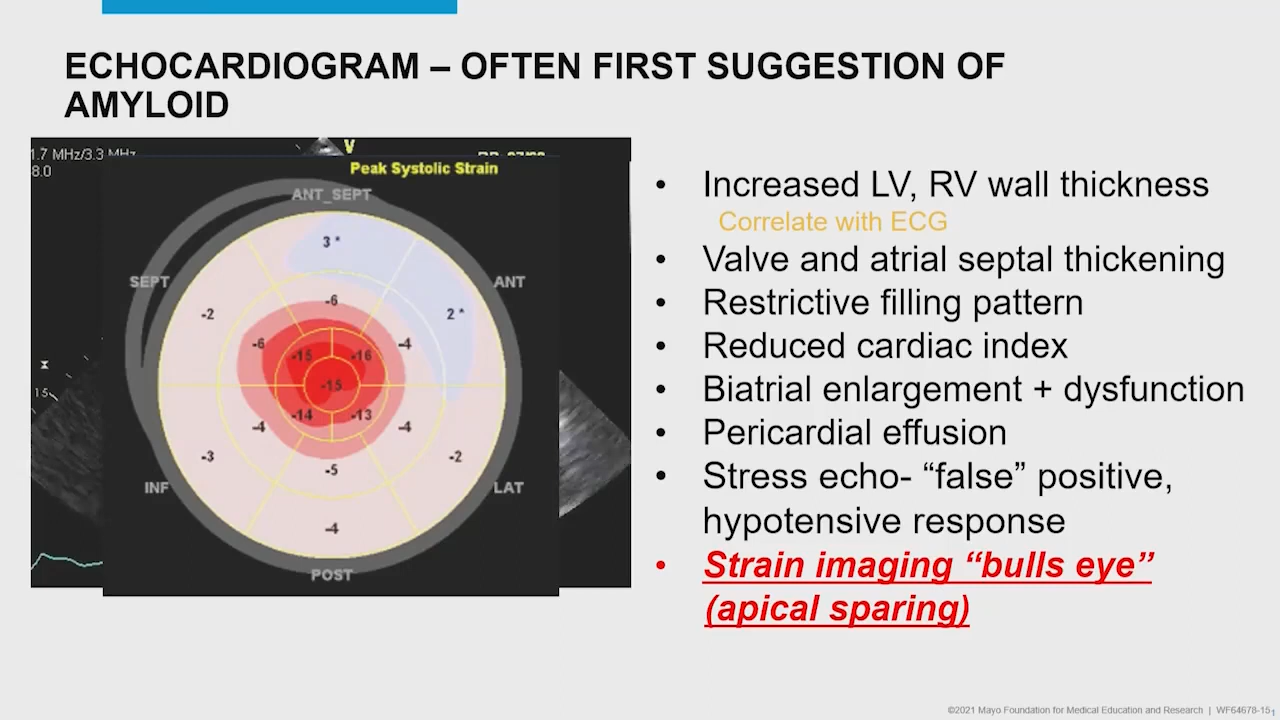 ECHOCARDIOGRAM – OFTEN FIRST SUGGESTION OF
AMYLOID
1.7 MHz/3.3 MHz
8.0
V
Peak Systolic Strain
ANT_SEPT
3 *
SEPT
ANT
-2
-6
2 *
-6
-15
-16
-4
-15
15
-4
-14
-13
-4
-3
-5
-2
INF
LAT
-4
POST
• Increased LV, RV wall thickness
Correlate with ECG
• Valve and atrial septal thickening
• Restrictive filling pattern
• Reduced cardiac index
• Biatrial enlargement + dysfunction
• Pericardial effusion
• Stress echo- “false” positive,
hypotensive response
• Strain imaging “bulls eye”
(apical sparing)
©2021 Mayo Foundation for Medical Education and Research | WF64678-15